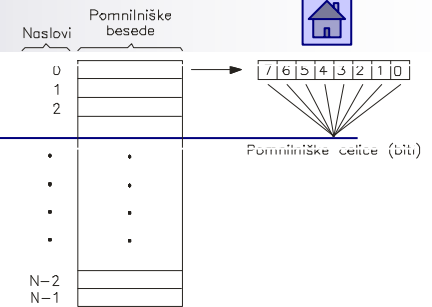 Pomnilniške
Naslovi besede
0 7 6 5 4 3 2 1 0
1
2
Pomnilniške celice (biti)
N-2
N-1